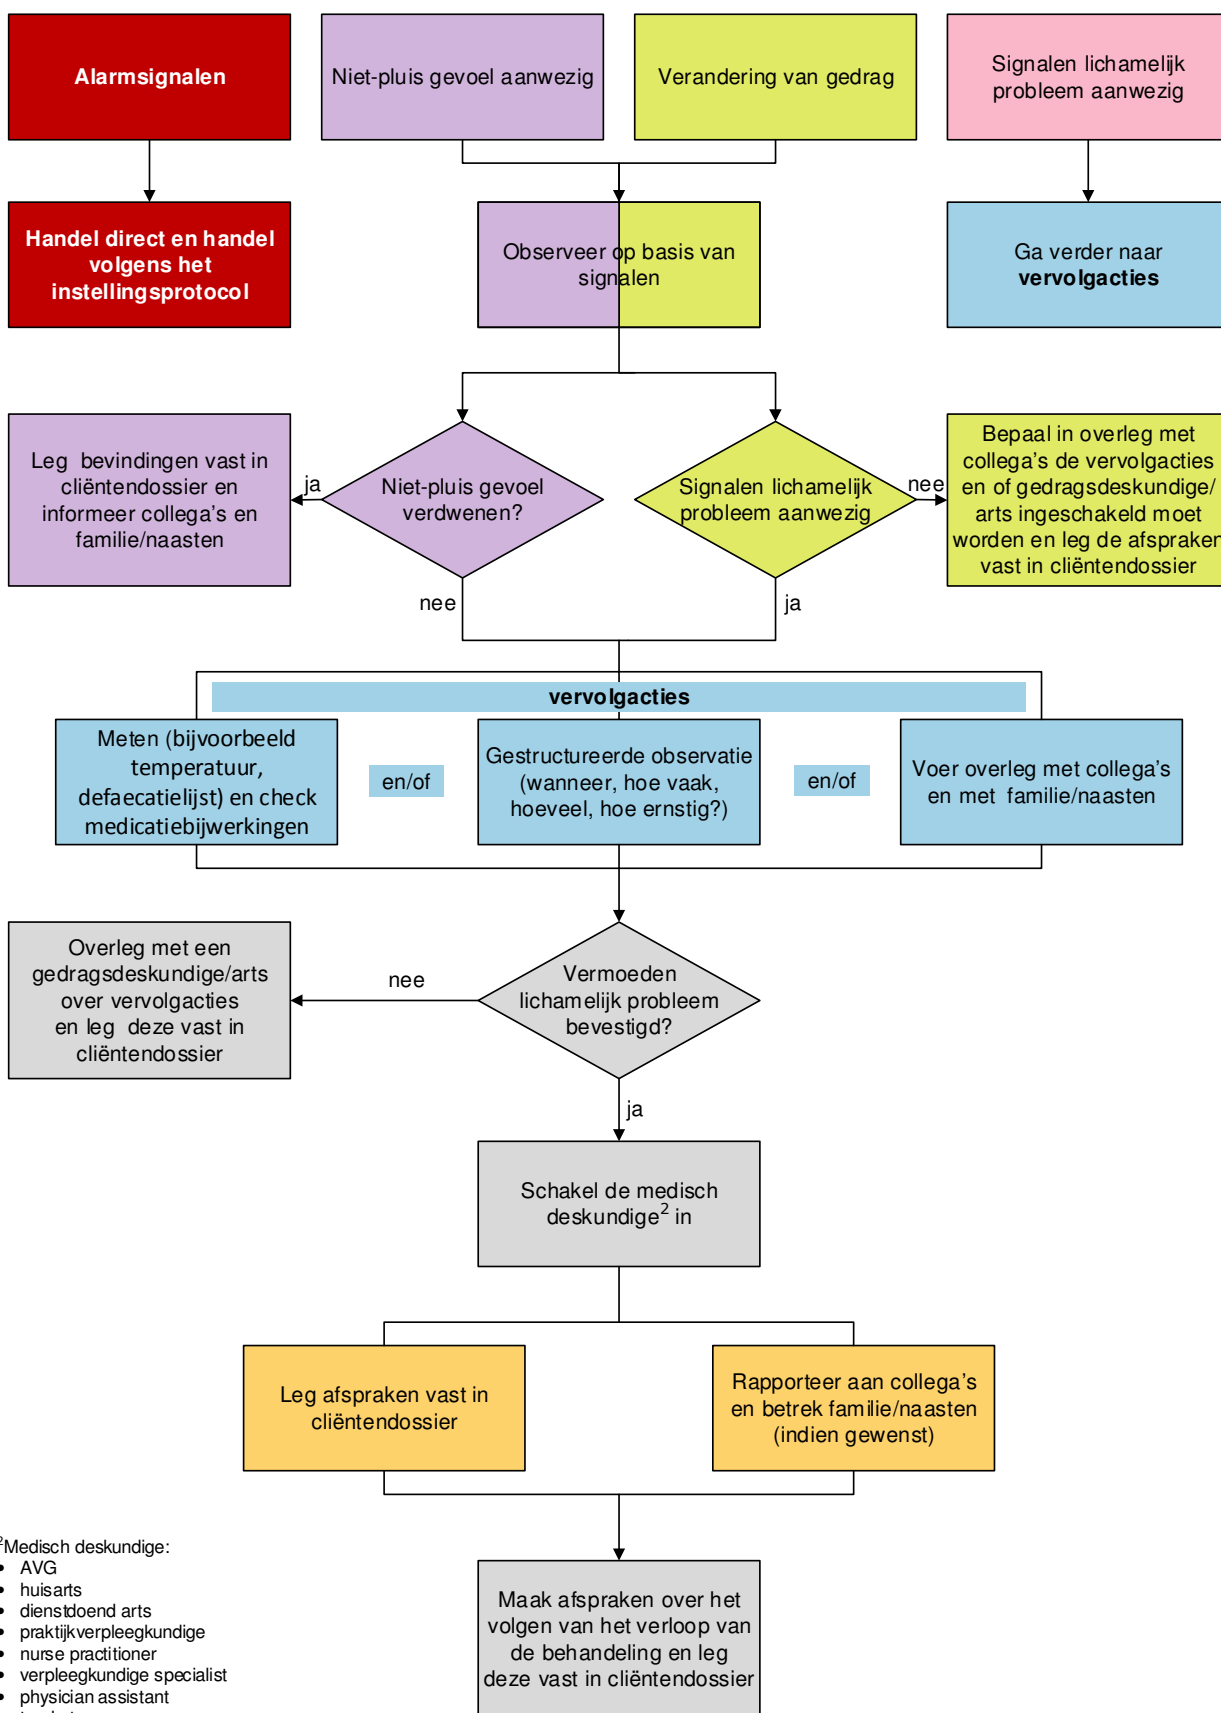 Alarmsignalen
Niet-pluis gevoel aanwezig
Verandering van gedrag
Signalen lichamelijk
probleem aanwezig
Handel direct en handel
volgens het
instellingsprotocol
Observeer op basis van
signalen
Ga verder naar
vervolgacties
Leg bevindingen vast in
cliëntendossier en
informeer collega's en
familie/naasten
ja
Niet-pluis gevoel
verdwenen?
Signalen lichamelijk
probleem aanwezig
nee
Bepaal in overleg met
collega's de vervolgacties
en of gedragsdeskundige/
arts ingeschakeld moet
worden en leg de afspraken
vast in cliëntendossier
nee
ja
vervolgacties
Meten (bijvoorbeeld
temperatuur,
defaecatielijst) en check
medicatiebijwerkingen
en/of
Gestructureerde observatie
(wanneer, hoe vaak,
hoeveel, hoe ernstig?)
en/of
Voer overleg met collega's
en met familie/naasten
Overleg met een
gedragsdeskundige/arts
over vervolgacties
en leg deze vast in
cliëntendossier
nee
Vermoeden
lichamelijk probleem
bevestigd?
ja
Schakel de medisch
deskundige² in
Leg afspraken vast in
cliëntendossier
Rapporteer aan collega's
en betrek familie/naasten
(indien gewenst)
Maak afspraken over het
volgen van het verloop van
de behandeling en leg
deze vast in cliëntendossier
²Medisch deskundige:
• AVG
• huisarts
• dienstdoend arts
• praktijkverpleegkundige
• nurse practitioner
• verpleegkundige specialist
• physician assistant